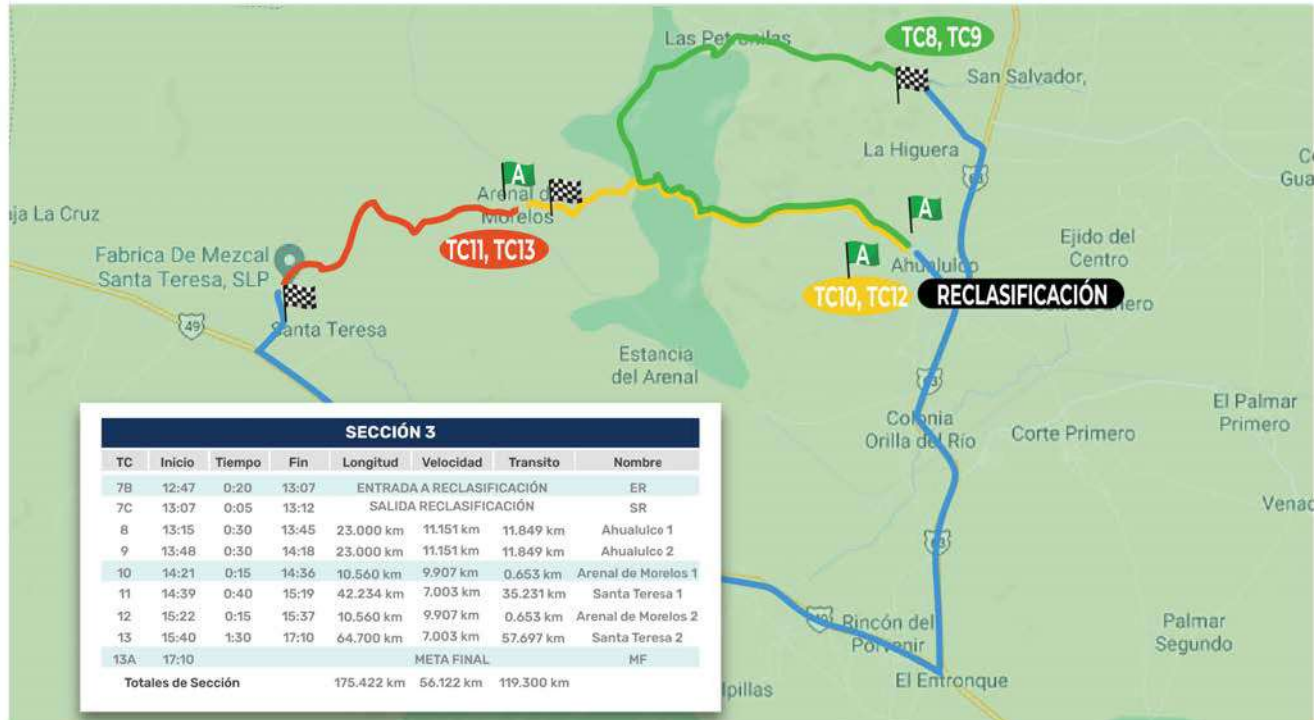 Las Petronilas
TC8, TC9
San Salvador,
La Higuera
63
A
Arenal de
Morelos
aja La Cruz
TC11, TC13
A
Ejido del
Centro
Fabrica De Mezcal
Santa Teresa, SLP
A
Ahualulco
TC10, TC12
RECLASIFICACIÓN
49
Santa Teresa
Estancia
del Arenal
63
Colonia
Orilla del Río
Corte Primero
El Palmar
Primero
63
49
Rincón del
Porvenir
Palmar
Segundo
El Entronque
lpillas
SECCIÓN 3
TC Inicio Tiempo Fin Longitud Velocidad Transito Nombre
7B 12:47 0:20 13:07 ENTRADA A RECLASIFICACIÓN ER
7C 13:07 0:05 13:12 SALIDA RECLASIFICACIÓN SR
8 13:15 0:30 13:45 23.000 km 11.151 km 11.849 km Ahualulco 1
9 13:48 0:30 14:18 23.000 km 11.151 km 11.849 km Ahualulco 2
10 14:21 0:15 14:36 10.560 km 9.907 km 0.653 km Arenal de Morelos 1
11 14:39 0:40 15:19 42.234 km 7.003 km 35.231 km Santa Teresa 1
12 15:22 0:15 15:37 10.560 km 9.907 km 0.653 km Arenal de Morelos 2
13 15:40 1:30 17:10 64.700 km 7.003 km 57.697 km Santa Teresa 2
13A 17:10 META FINAL MF
Totales de Sección 175.422 km 56.122 km 119.300 km